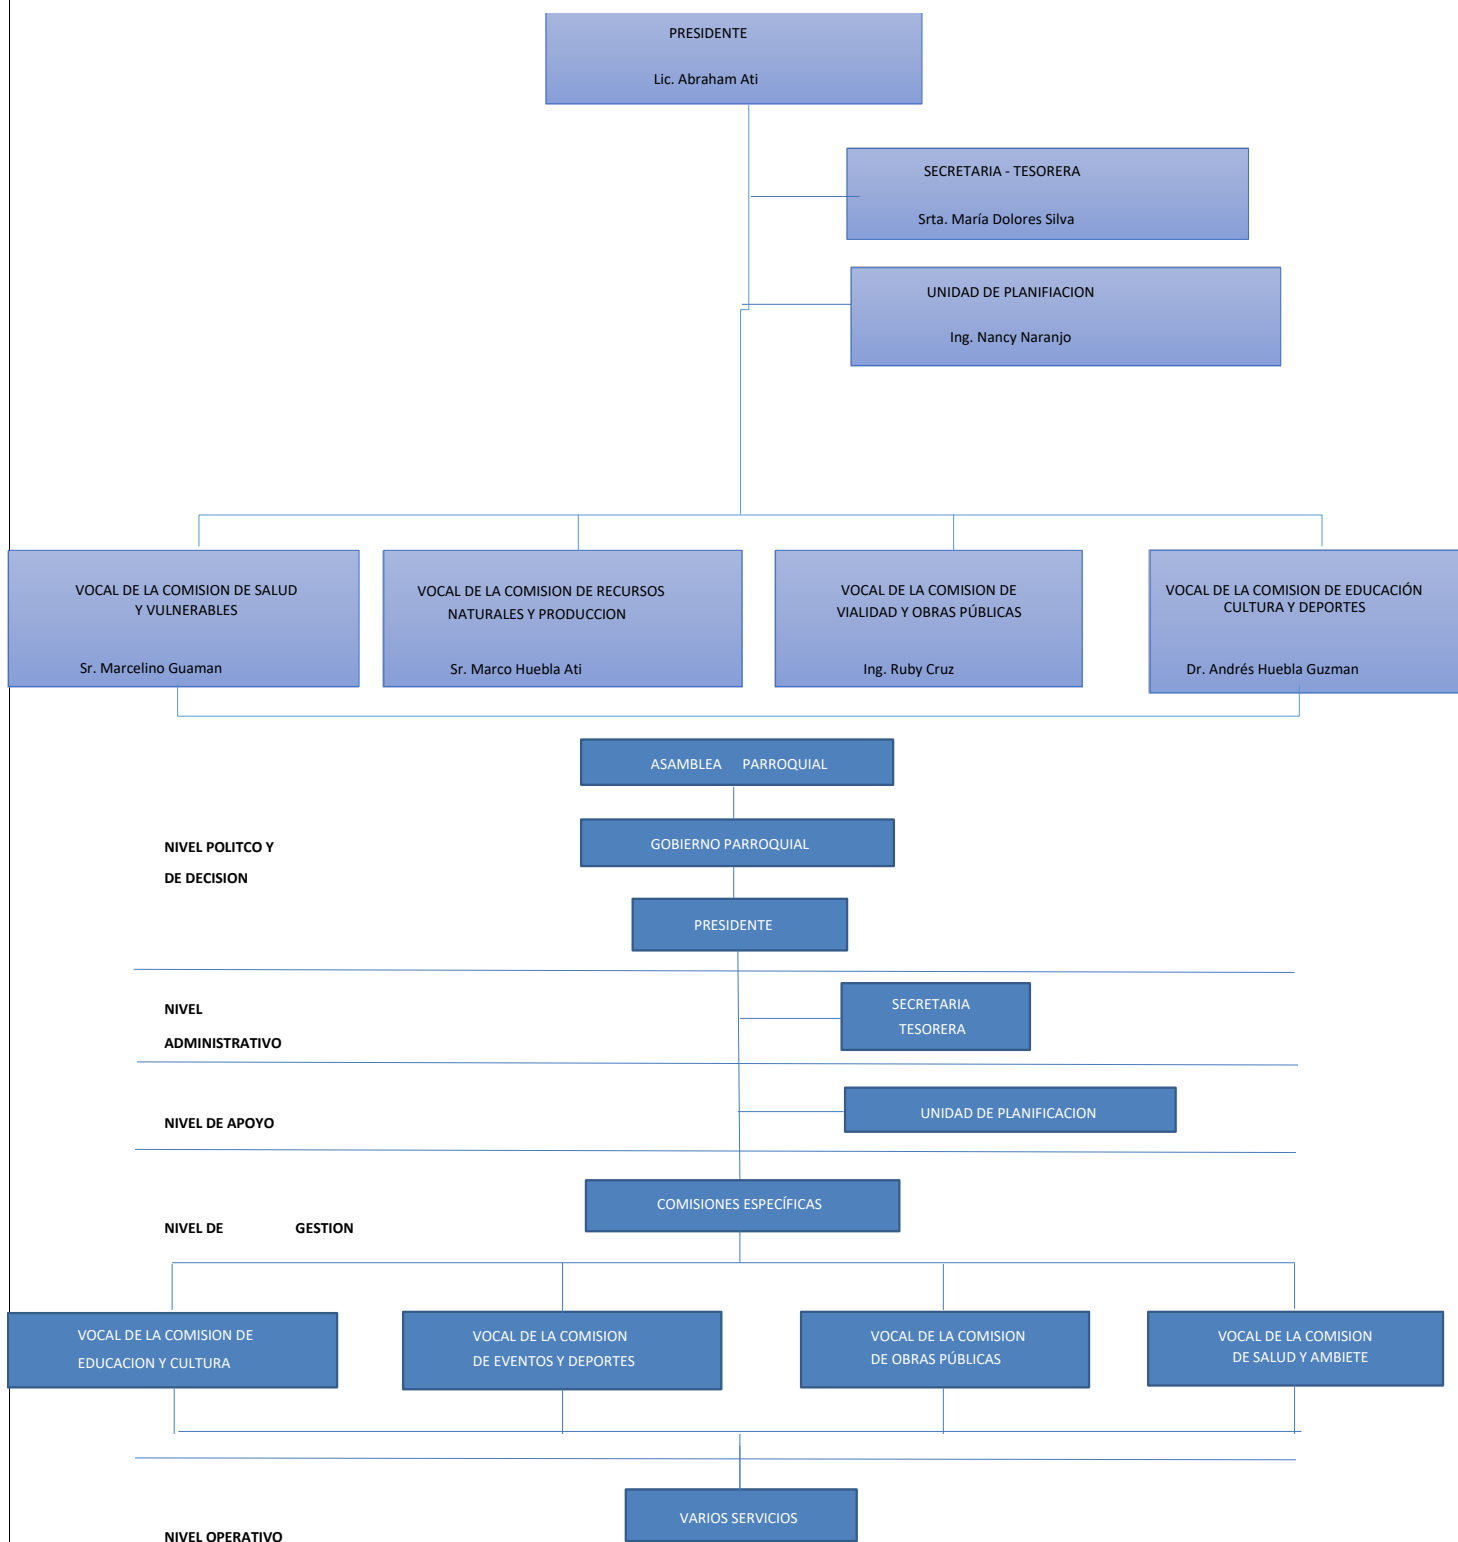 PRESIDENTE
Lic. Abraham Ati
SECRETARIA - TESORERA
Srta. María Dolores Silva
UNIDAD DE PLANIFIACION
Ing. Nancy Naranjo
VOCAL DE LA COMISION DE SALUD
Y VULNERABLES
Sr. Marcelino Guaman
VOCAL DE LA COMISION DE RECURSOS
NATURALES Y PRODUCCION
Sr. Marco Huebla Ati
VOCAL DE LA COMISION DE
VIALIDAD Y OBRAS PÚBLICAS
Ing. Ruby Cruz
VOCAL DE LA COMISION DE EDUCACIÓN
CULTURA Y DEPORTES
Dr. Andrés Huebla Guzman
ASAMBLEA PARROQUIAL
NIVEL POLITCO Y
DE DECISION
GOBIERNO PARROQUIAL
PRESIDENTE
NIVEL
ADMINISTRATIVO
SECRETARIA
TESORERA
NIVEL DE APOYO
UNIDAD DE PLANIFICACION
COMISIONES ESPECÍFICAS
NIVEL DE GESTION
VOCAL DE LA COMISION DE
EDUCACION Y CULTURA
VOCAL DE LA COMISION
DE EVENTOS Y DEPORTES
VOCAL DE LA COMISION
DE OBRAS PÚBLICAS
VOCAL DE LA COMISION
DE SALUD Y AMBIETE
VARIOS SERVICIOS
NIVEL OPERATIVO